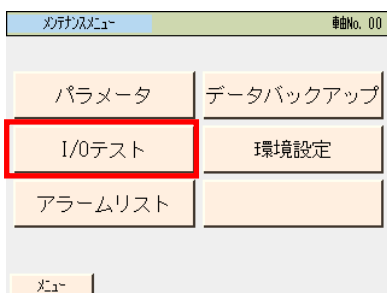 ﾒﾝﾃﾅﾝｽﾒﾆｭｰ 車軸No. 00
パラメータ データバックアップ
I/Oテスト 環境設定
アラームリスト
ﾒﾆｭｰ